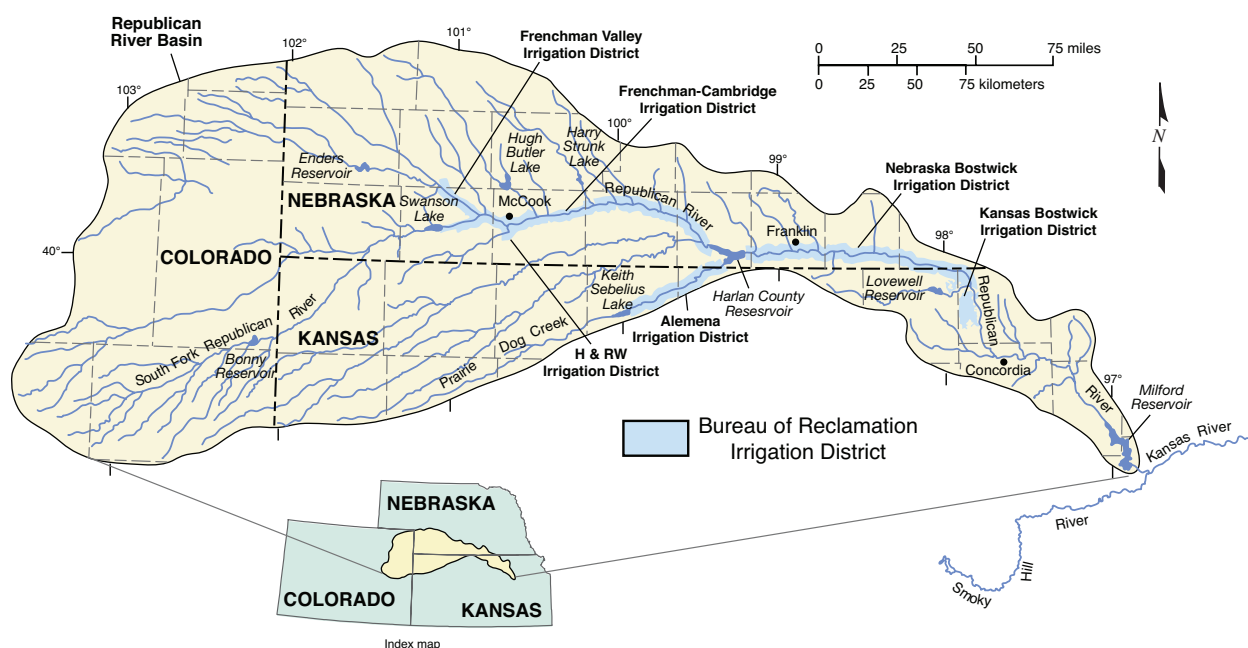 Republican
River Basin
102°
101°
Frenchman Valley
Irrigation District
0 25 50 75 miles
0 25 50 75 kilometers
103°
Frenchman-Cambridge
Irrigation District
100°
N
Enders
Reservoir
Hugh
Butler
Lake
Harry
Strunk
Lake
99°
Nebraska Bostwick
Irrigation District
NEBRASKA
Swanson
Lake
McCook
Republican River
Kansas Bostwick
Irrigation District
Franklin
98°
40°
COLORADO
Keith
Sebelius
Lake
Harlan County
Resesrvoir
Lovewell
Reservoir
Republican
South Fork Republican River
KANSAS
Alemena
Irrigation District
Bonny
Reservoir
Prairie Dog Creek
H & RW
Irrigation District
Concordia
97°
River
Milford
Reservoir
Bureau of Reclamation
Irrigation District
Kansas River
NEBRASKA
COLORADO
KANSAS
Smoky Hill River
Index map